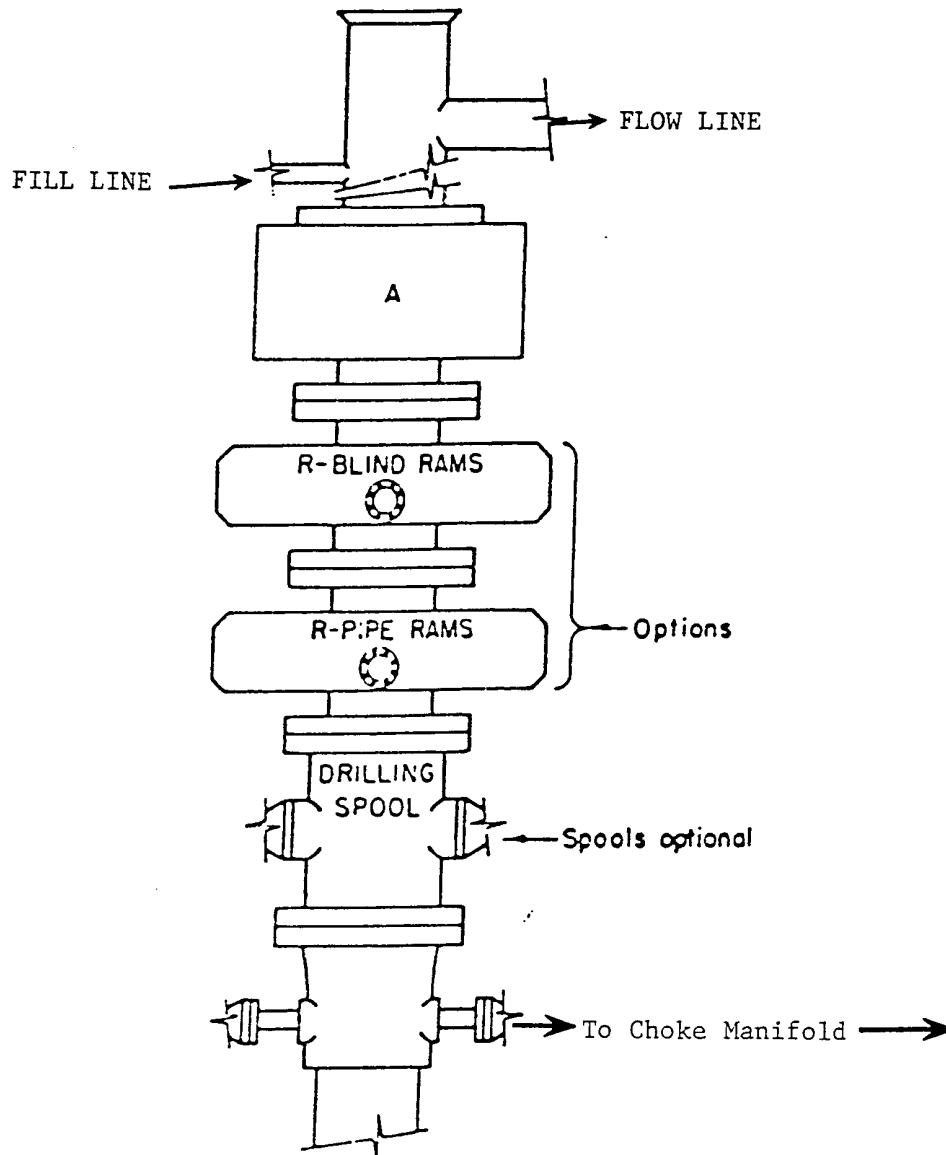 FLOW LINE
FILL LINE
A
R-BLIND RAMS
R-PIPE RAMS
Options
DRILLING
SPOOL
Spools optional
To Choke Manifold